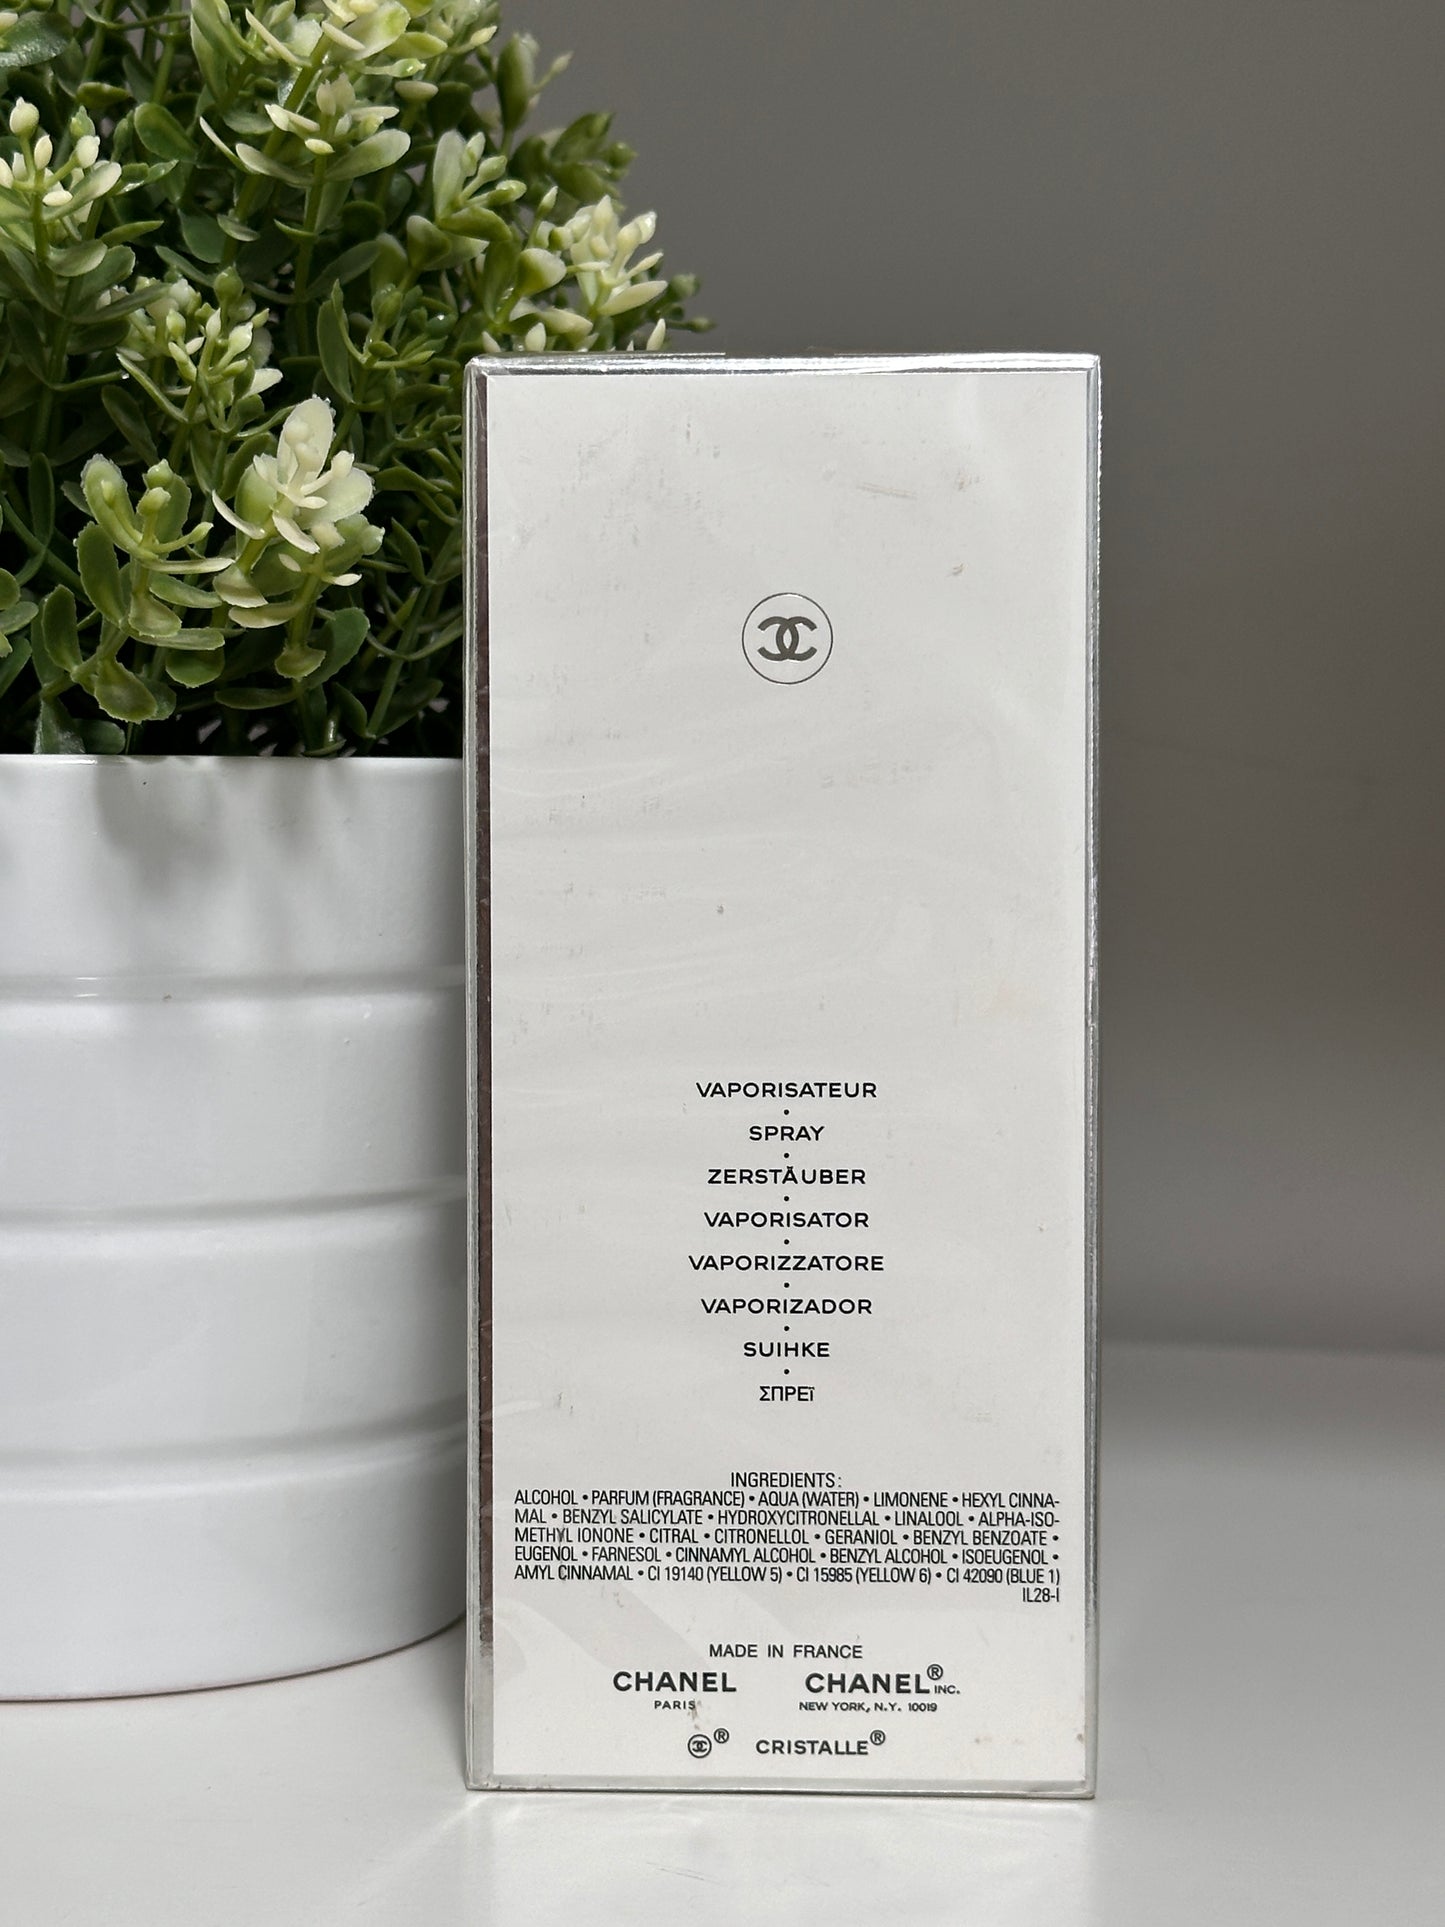 VAPORISATEUR
•
SPRAY
•
ZERSTÄUBER
•
VAPORISATOR
•
VAPORIZZATORE
•
VAPORIZADOR
•
SUIHKE
•
ΣΠΡΕΪ
INGREDIENTS:
ALCOHOL • PARFUM (FRAGRANCE) • AQUA (WATER) • LIMONENE • HEXYL CINNA-
MAL • BENZYL SALICYLATE • HYDROXYCITRONELLAL • LINALOOL • ALPHA-ISO-
METHYL IONONE • CITRAL • CITRONELLOL • GERANIOL • BENZYL BENZOATE •
EUGENOL • FARNESOL • CINNAMYL ALCOHOL • BENZYL ALCOHOL • ISOEUGENOL •
AMYL CINNAMAL • CI 19140 (YELLOW 5) • CI 15985 (YELLOW 6) • CI 42090 (BLUE 1)
IL28-I
MADE IN FRANCE
CHANEL CHANEL® INC.
PARIS NEW YORK, N.Y. 10019
® CRISTALLE®